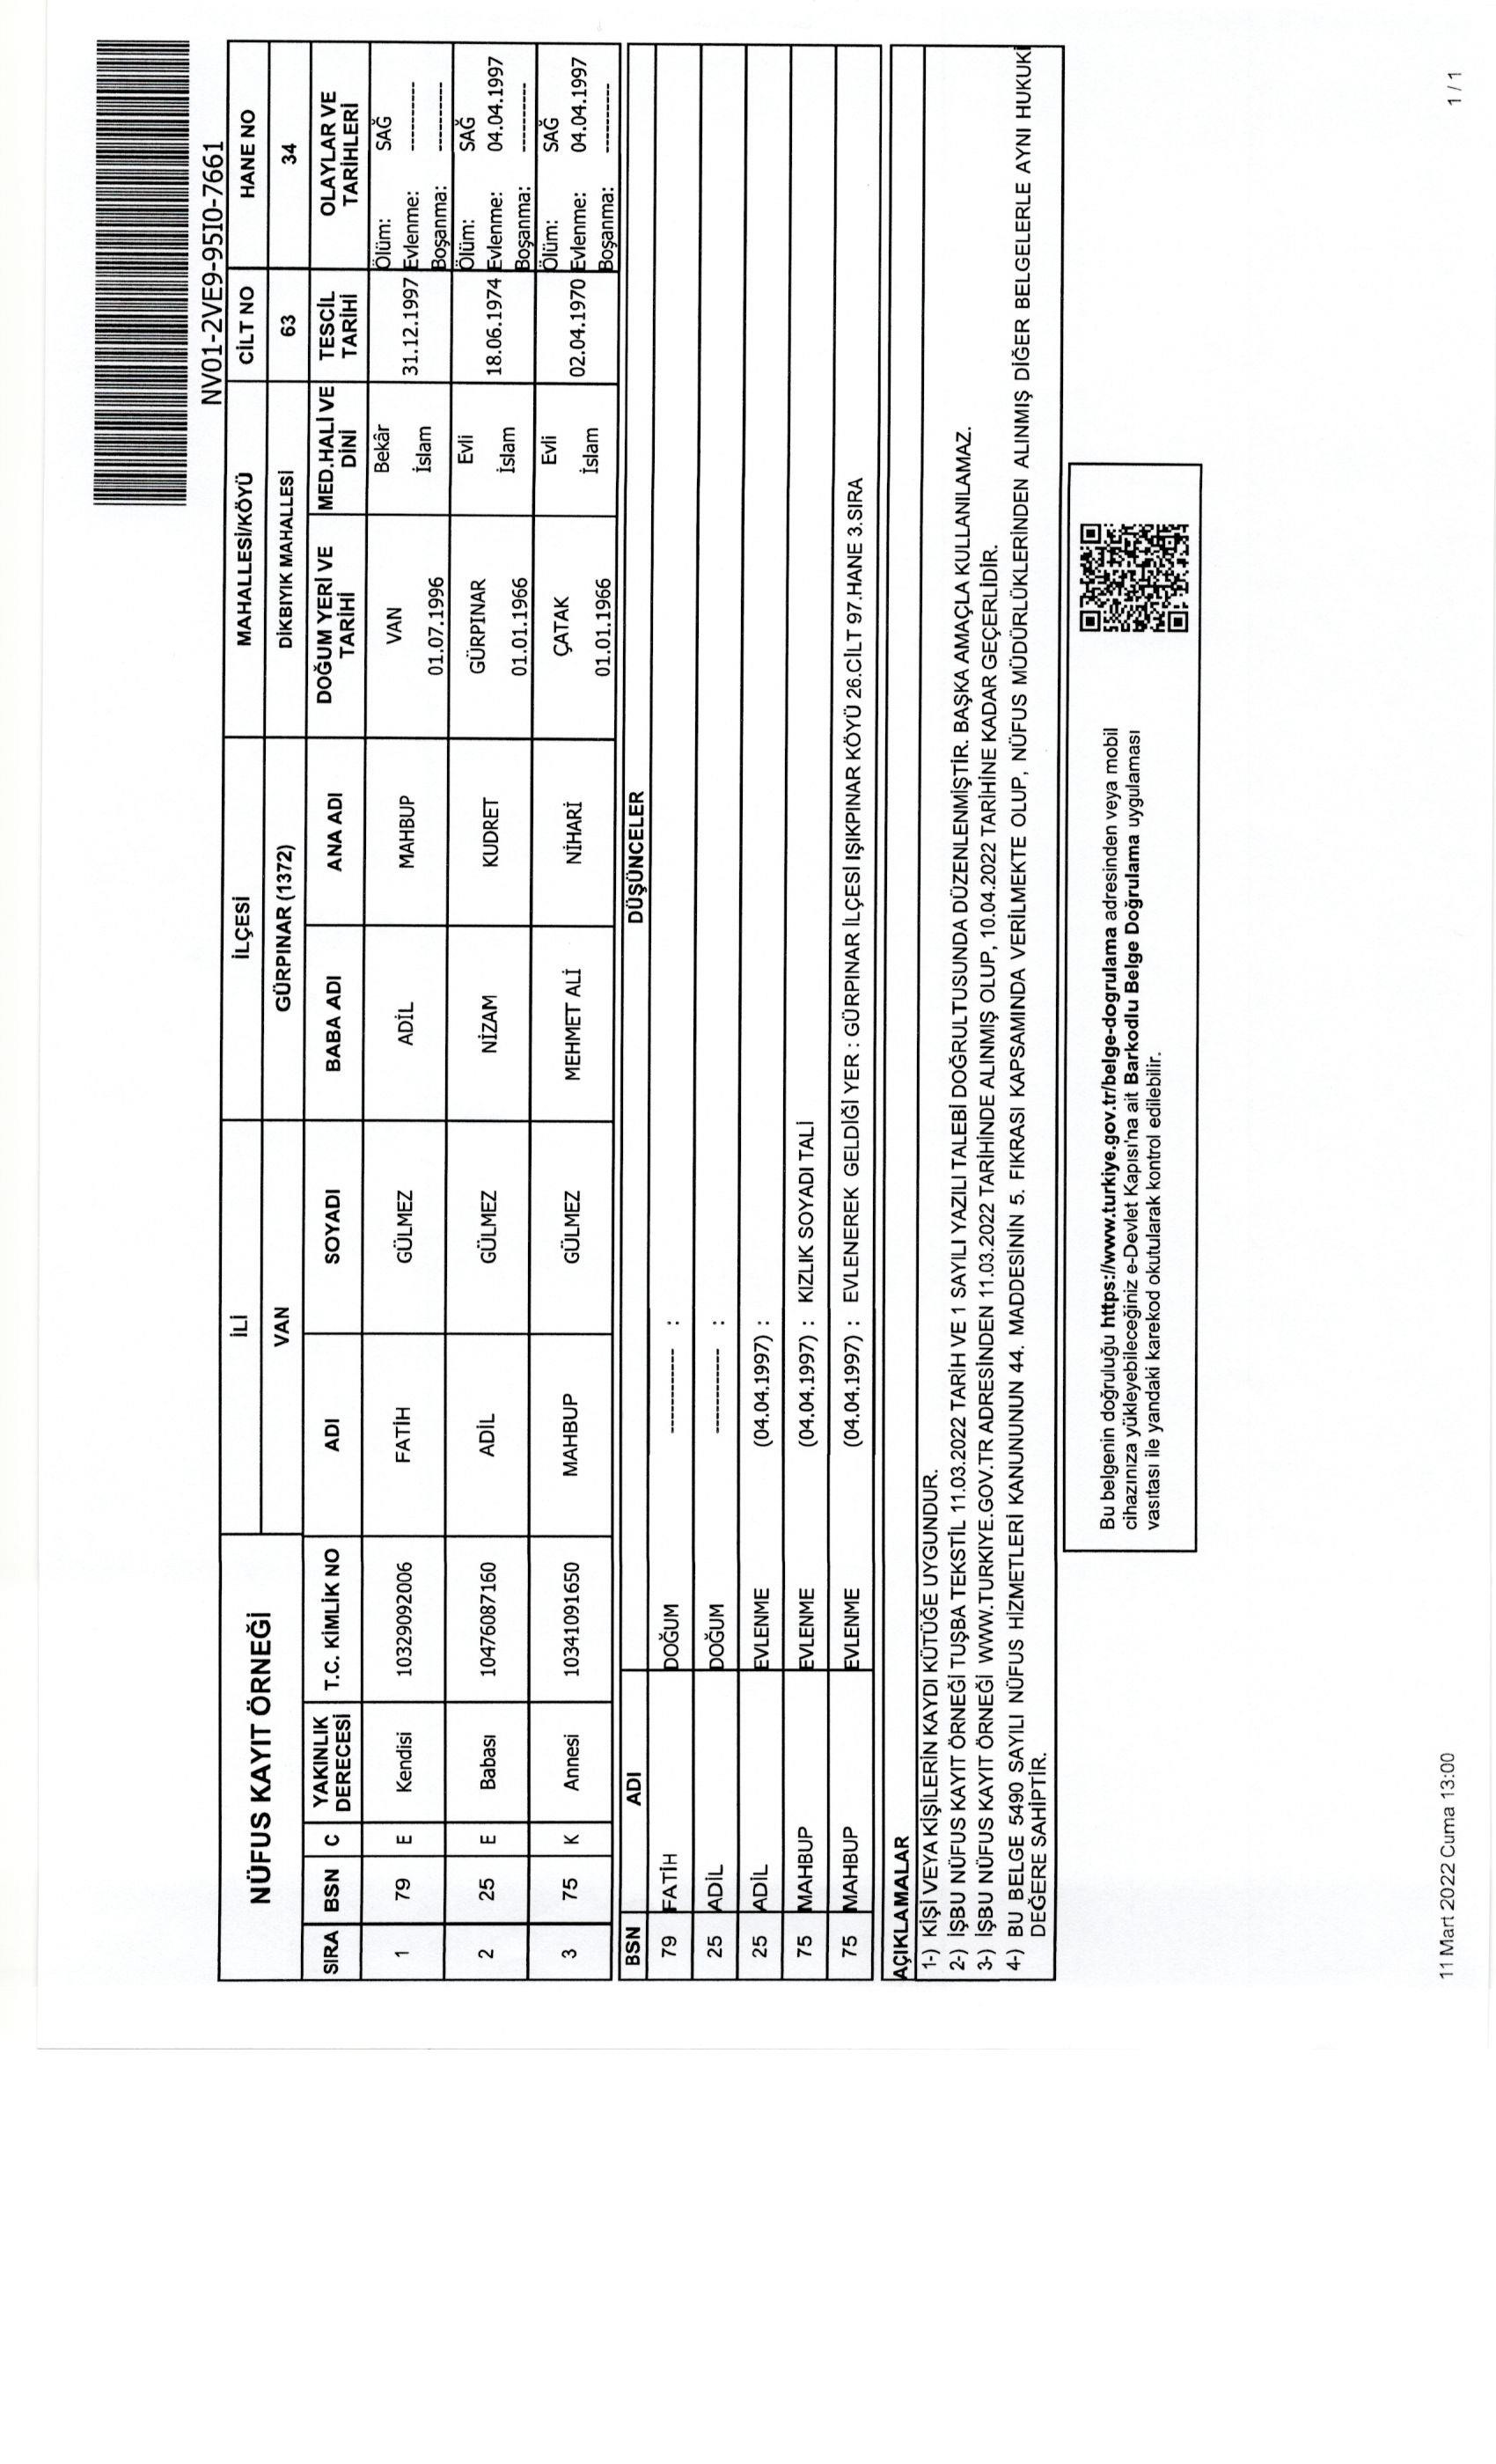 NV01-2VE9-95I0-7661
NÜFUS KAYIT ÖRNEĞİ İLİ İLÇESİ MAHALLESİ/KÖYÜ CİLT NO HANE NO
VAN GÜRPINAR (1372) DİKBIYIK MAHALLESİ 63 34
SIRA BSN C YAKINLIK DERECESİ T.C. KİMLİK NO ADI SOYADI BABA ADI ANA ADI DOĞUM YERİ VE TARİHİ MED.HALİ VE DİNİ TESCİL TARİHİ OLAYLAR VE TARİHLERİ
1 79 E Kendisi 10329092006 FATİH GÜLMEZ ADİL MAHBUP VAN 01.07.1996 Bekâr İslam 31.12.1997 Ölüm: SAĞ Evlenme: ---------- Boşanma: ----------
2 25 E Babası 10476087160 ADİL GÜLMEZ NİZAM KUDRET GÜRPINAR 01.01.1966 Evli İslam 18.06.1974 Ölüm: SAĞ Evlenme: 04.04.1997 Boşanma: ----------
3 75 K Annesi 10341091650 MAHBUP GÜLMEZ MEHMET ALİ NİHARİ ÇATAK 01.01.1966 Evli İslam 02.04.1970 Ölüm: SAĞ Evlenme: 04.04.1997 Boşanma: ----------
BSN ADI DÜŞÜNCELER
79 FATİH DOĞUM ------------ :
25 ADİL DOĞUM ------------ :
25 ADİL EVLENME (04.04.1997) :
75 MAHBUP EVLENME (04.04.1997) : KIZLIK SOYADI TALİ
75 MAHBUP EVLENME (04.04.1997) : EVLENEREK GELDİĞİ YER : GÜRPINAR İLÇESİ IŞIKPINAR KÖYÜ 26.CİLT 97.HANE 3.SIRA
AÇIKLAMALAR
1-) KİŞİ VEYA KİŞİLERİN KAYDI KÜTÜĞE UYGUNDUR.
2-) İŞBU NÜFUS KAYIT ÖRNEĞİ TUŞBA TEKSTİL 11.03.2022 TARİH VE 1 SAYILI YAZILI TALEBİ DOĞRULTUSUNDA DÜZENLENMİŞTİR. BAŞKA AMAÇLA KULLANILAMAZ.
3-) İŞBU NÜFUS KAYIT ÖRNEĞİ WWW.TURKIYE.GOV.TR ADRESİNDEN 11.03.2022 TARİHİNDE ALINMIŞ OLUP, 10.04.2022 TARİHİNE KADAR GEÇERLİDİR.
4-) BU BELGE 5490 SAYILI NÜFUS HİZMETLERİ KANUNUNUN 44. MADDESİNİN 5. FIKRASI KAPSAMINDA VERİLMEKTE OLUP, NÜFUS MÜDÜRLÜKLERİNDEN ALINMIŞ DİĞER BELGELERLE AYNI HUKUKİ
DEĞERE SAHİPTİR.
Bu belgenin doğruluğu https://www.turkiye.gov.tr/belge-dogrulama adresinden veya mobil
cihazınıza yükleyebileceğiniz e-Devlet Kapısı'na ait Barkodlu Belge Doğrulama uygulaması
vasıtası ile yandaki karekod okutularak kontrol edilebilir.
11 Mart 2022 Cuma 13:00 1 / 1